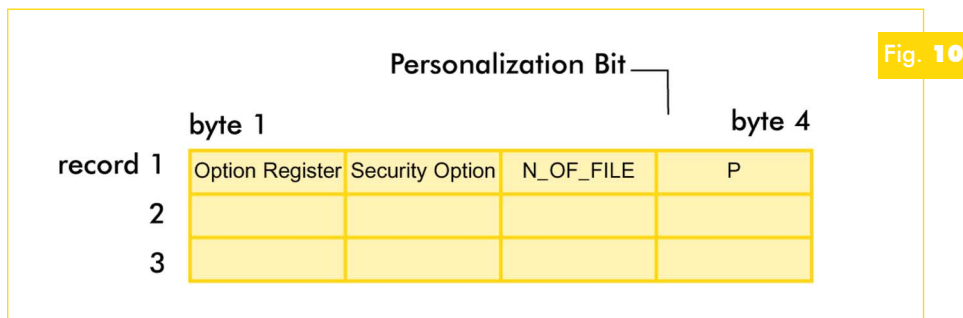 Fig. 10
Personalization Bit
byte 1 byte 4
record 1 Option Register Security Option N_OF_FILE P
2
3